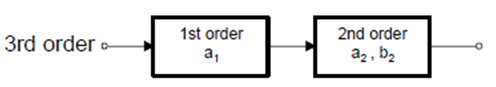 3rd order
1st order
a₁
2nd order
a₂ , b₂